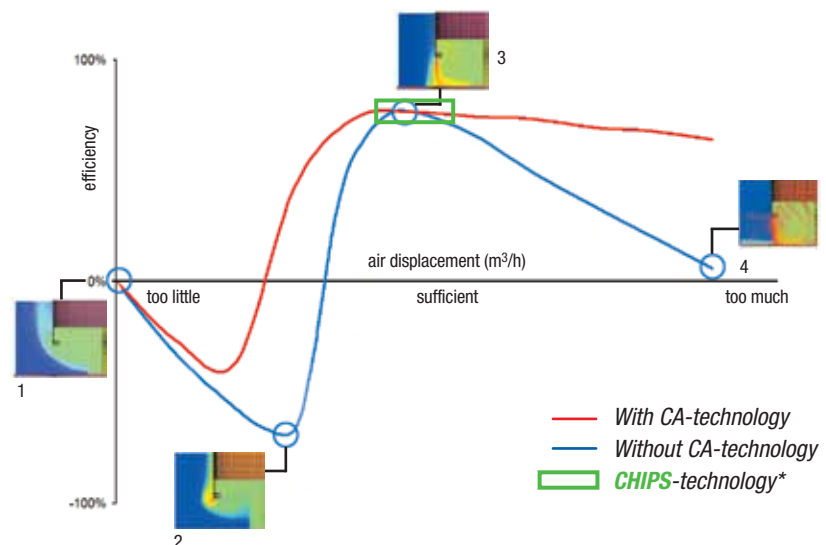 100%
3
efficiency
air displacement (m³/h)
4
0%
too little
sufficient
too much
1
With CA-technology
Without CA-technology
CHIPS-technology*
-100%
2